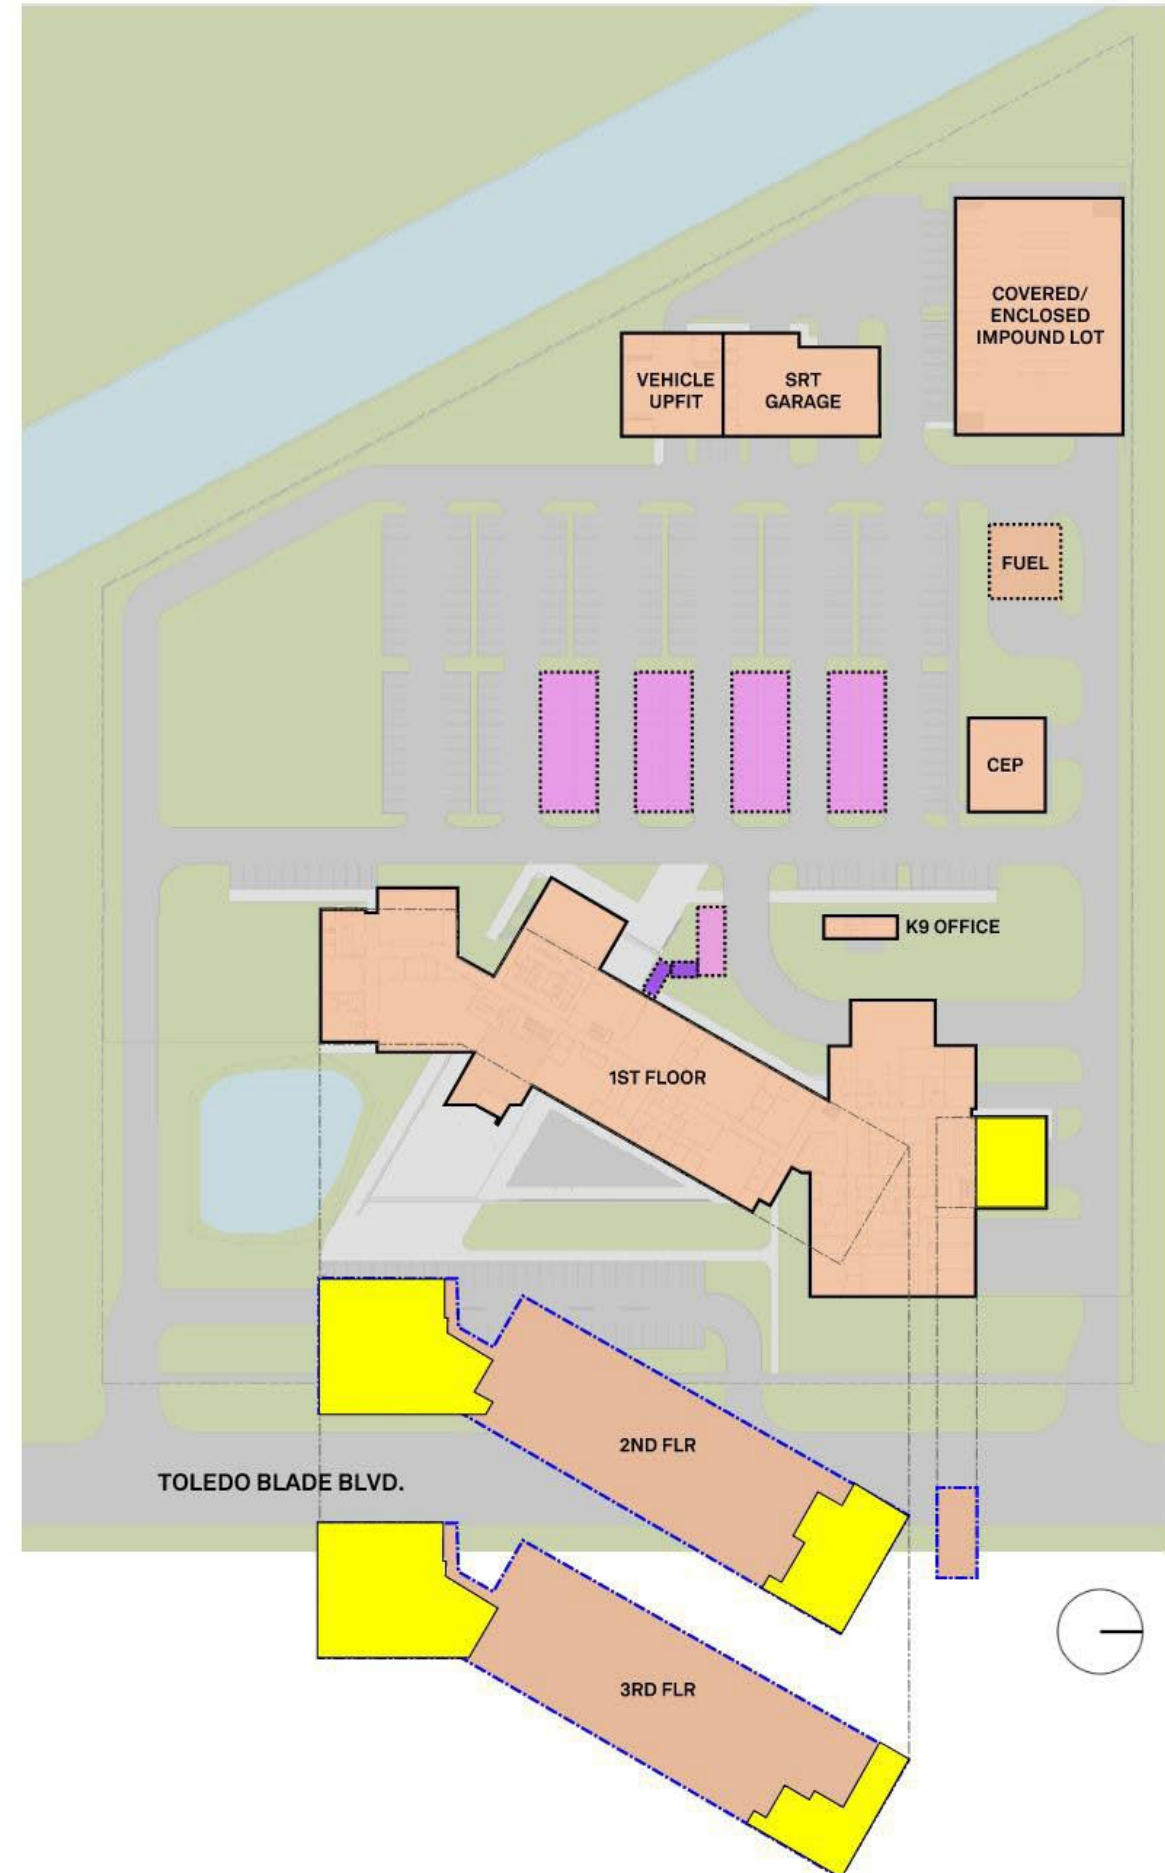 COVERED/
ENCLOSED
IMPOUND LOT
VEHICLE
UPFIT
SRT
GARAGE
FUEL
CEP
K9 OFFICE
1ST FLOOR
2ND FLR
TOLEDO BLADE BLVD.
3RD FLR